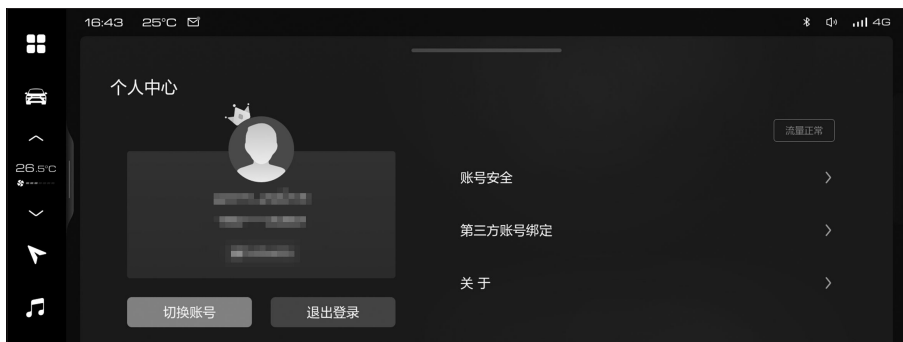 16:43 25°C 4G
个人中心
流量正常
26.5°C
账号安全
第三方账号绑定
关于
切换账号 退出登录